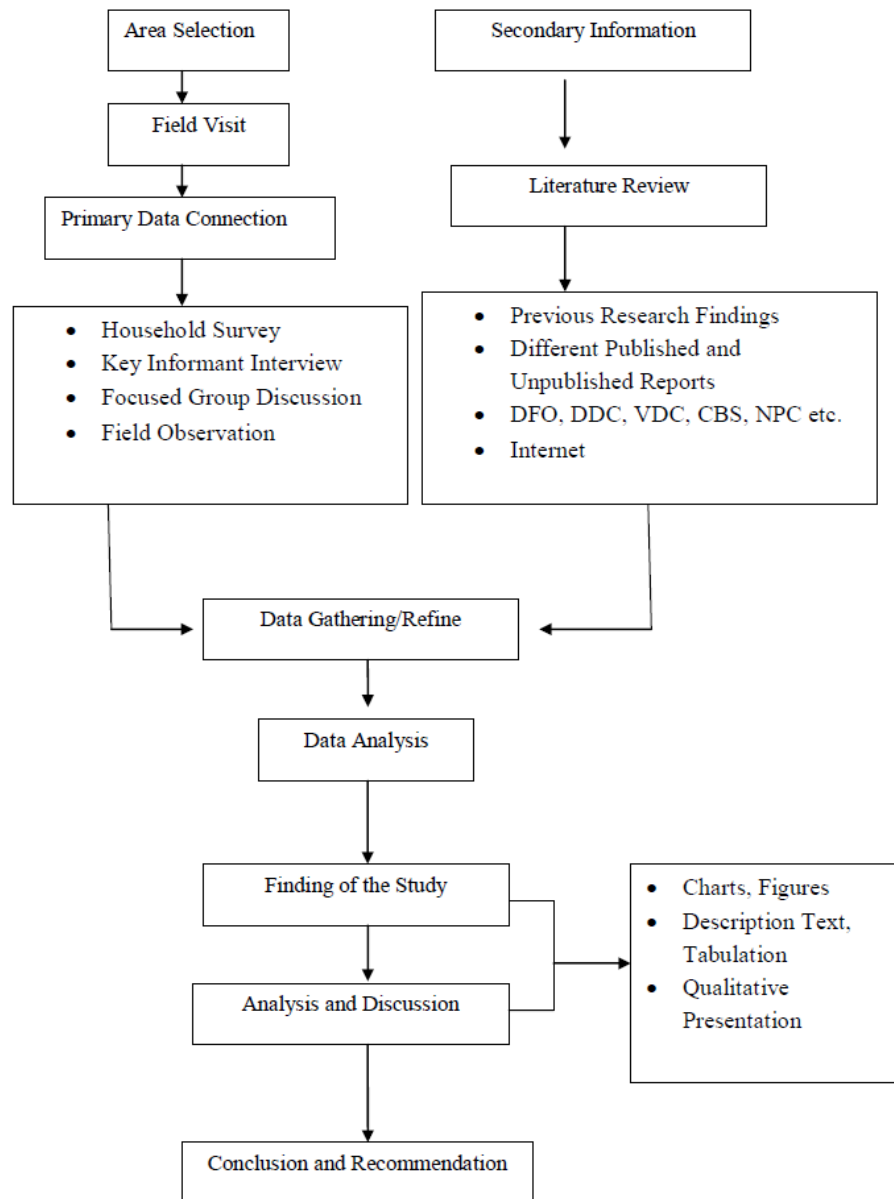 Area Selection
Secondary Information
Field Visit
Literature Review
Primary Data Connection
• Household Survey
• Key Informant Interview
• Focused Group Discussion
• Field Observation
• Previous Research Findings
• Different Published and
Unpublished Reports
• DFO, DDC, VDC, CBS, NPC etc.
• Internet
Data Gathering/Refine
Data Analysis
Finding of the Study
• Charts, Figures
• Description Text,
Tabulation
• Qualitative
Presentation
Analysis and Discussion
Conclusion and Recommendation